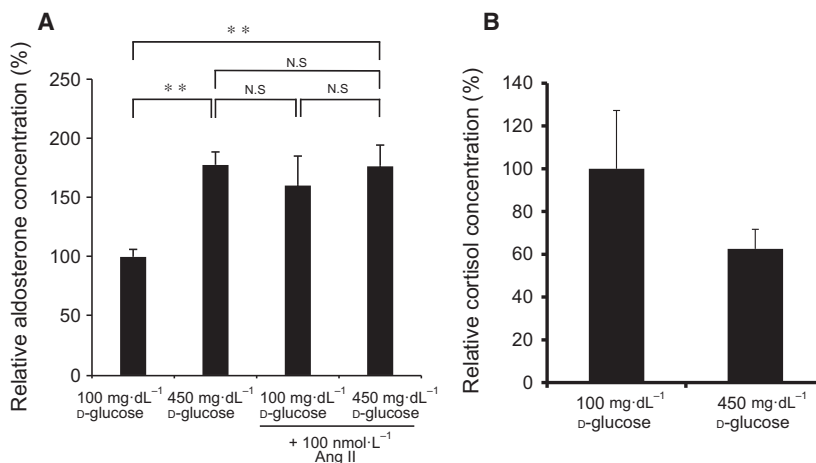 A
Relative aldosterone concentration (%)
250
200
150
100
50
0
* *
N.S
* *
N.S
N.S
100 mg·dL⁻¹
D-glucose
450 mg·dL⁻¹
D-glucose
100 mg·dL⁻¹
D-glucose
450 mg·dL⁻¹
D-glucose
+ 100 nmol·L⁻¹
Ang II
B
Relative cortisol concentration (%)
140
120
100
80
60
40
20
0
100 mg·dL⁻¹
D-glucose
450 mg·dL⁻¹
D-glucose